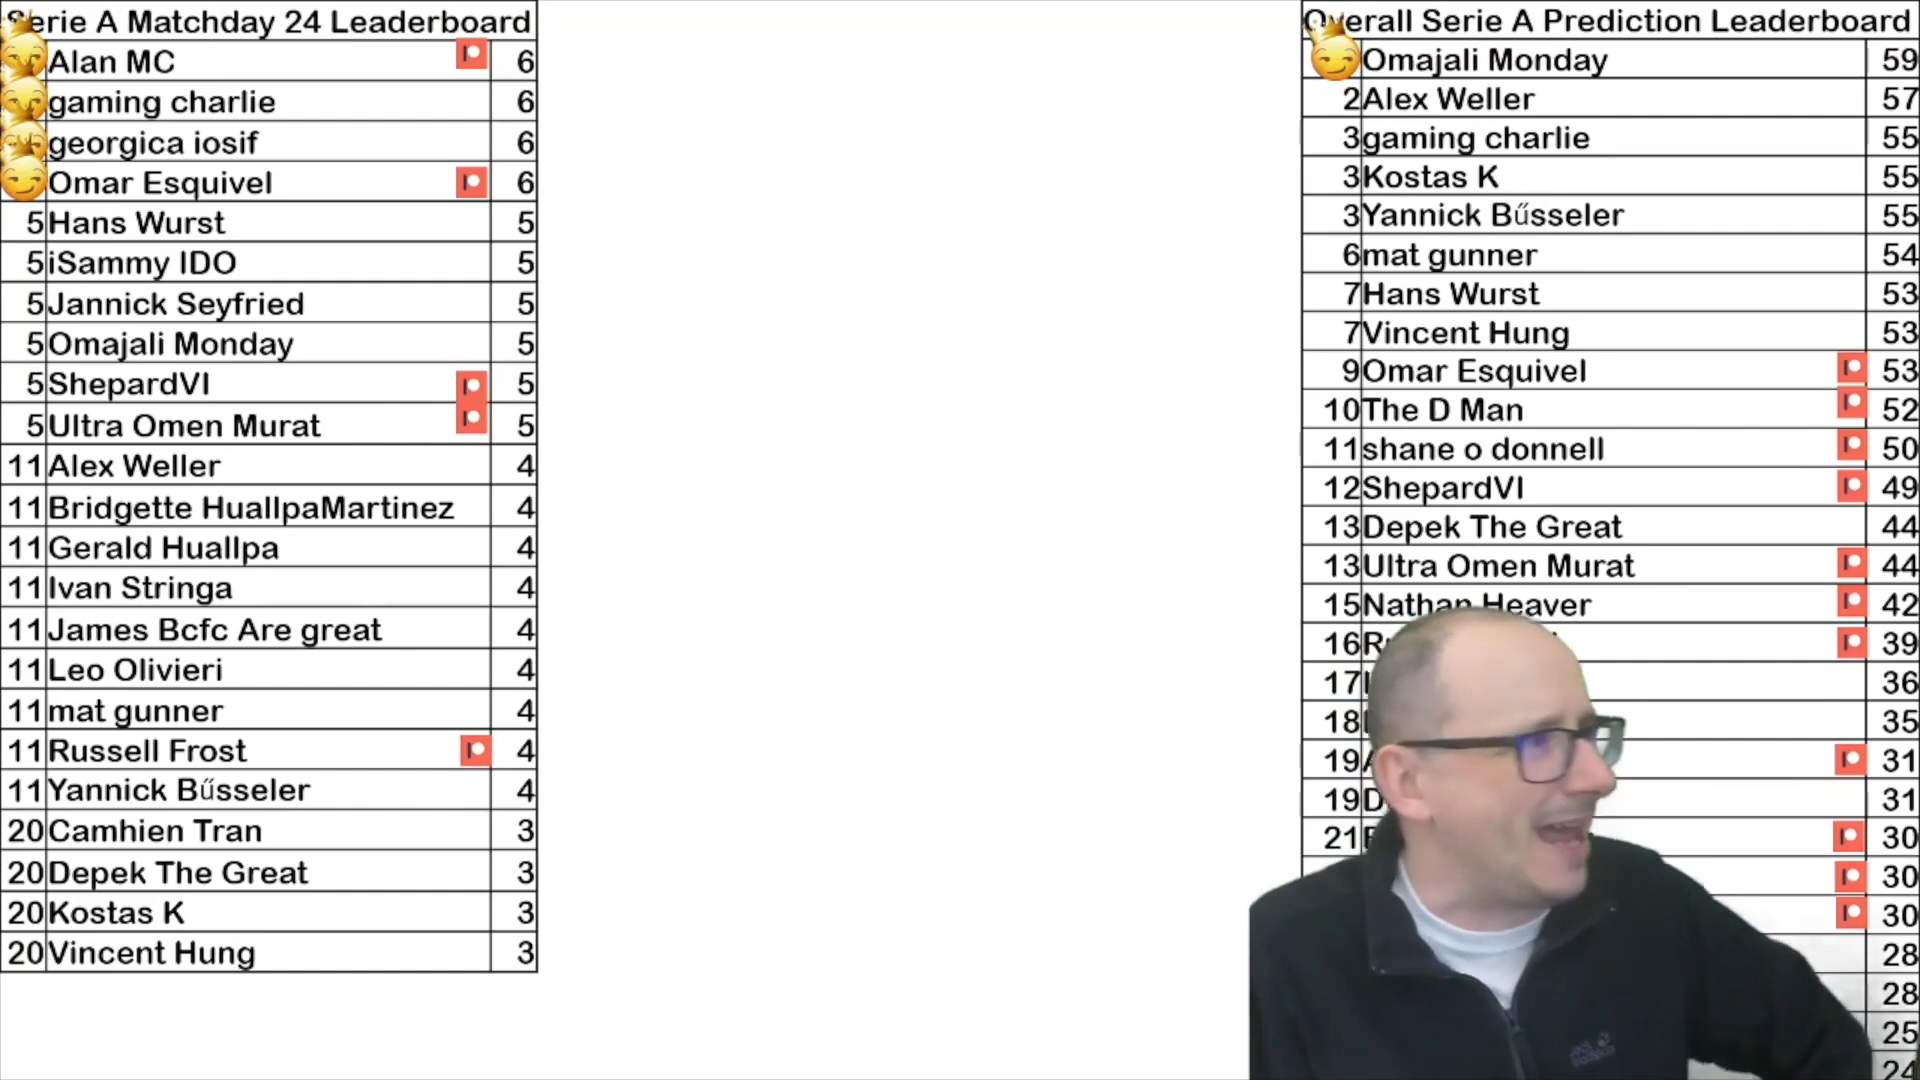 Serie A Matchday 24 Leaderboard
Alan MC 6
gaming charlie 6
georgica iosif 6
Omar Esquivel 6
5 Hans Wurst 5
5 iSammy IDO 5
5 Jannick Seyfried 5
5 Omajali Monday 5
5 ShepardVI 5
5 Ultra Omen Murat 5
11 Alex Weller 4
11 Bridgette HuallpaMartinez 4
11 Gerald Huallpa 4
11 Ivan Stringa 4
11 James Bcfc Are great 4
11 Leo Olivieri 4
11 mat gunner 4
11 Russell Frost 4
11 Yannick Bűsseler 4
20 Camhien Tran 3
20 Depek The Great 3
20 Kostas K 3
20 Vincent Hung 3
Overall Serie A Prediction Leaderboard
Omajali Monday 59
2 Alex Weller 57
3 gaming charlie 55
3 Kostas K 55
3 Yannick Bűsseler 55
6 mat gunner 54
7 Hans Wurst 53
7 Vincent Hung 53
9 Omar Esquivel 53
10 The D Man 52
11 shane o donnell 50
12 ShepardVI 49
13 Depek The Great 44
13 Ultra Omen Murat 44
15 Nathan Heaver 42
16 39
17 36
18 35
19 31
19 31
21 30
30
30
28
28
25
24